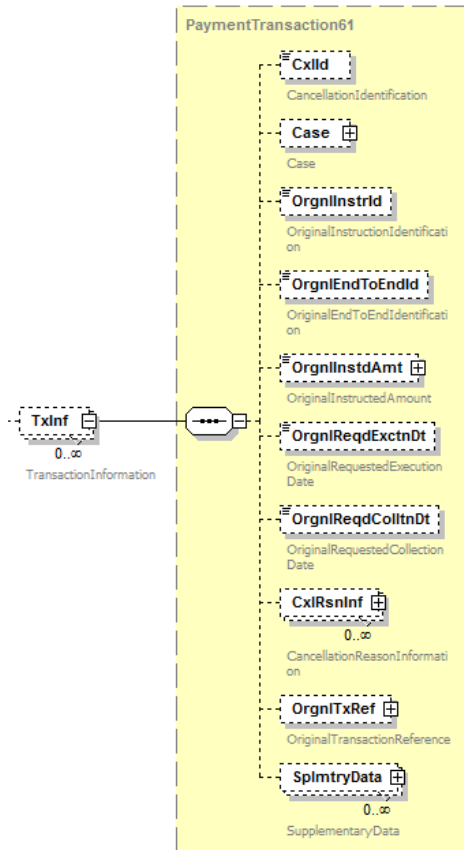 PaymentTransaction61
CxlId
CancellationIdentification
Case
Case
OrgnlInstrId
OriginalInstructionIdentificati
on
OrgnlEndToEndId
OriginalEndToEndIdentificati
on
OrgnlInstdAmt
OriginalInstructedAmount
TxInf
0..∞
TransactionInformation
OrgnlReqdExctnDt
OriginalRequestedExecution
Date
OrgnlReqdColltnDt
OriginalRequestedCollection
Date
CxlRsnInf
0..∞
CancellationReasonInformati
on
OrgnlTxRef
OriginalTransactionReference
SplmtryData
0..∞
SupplementaryData